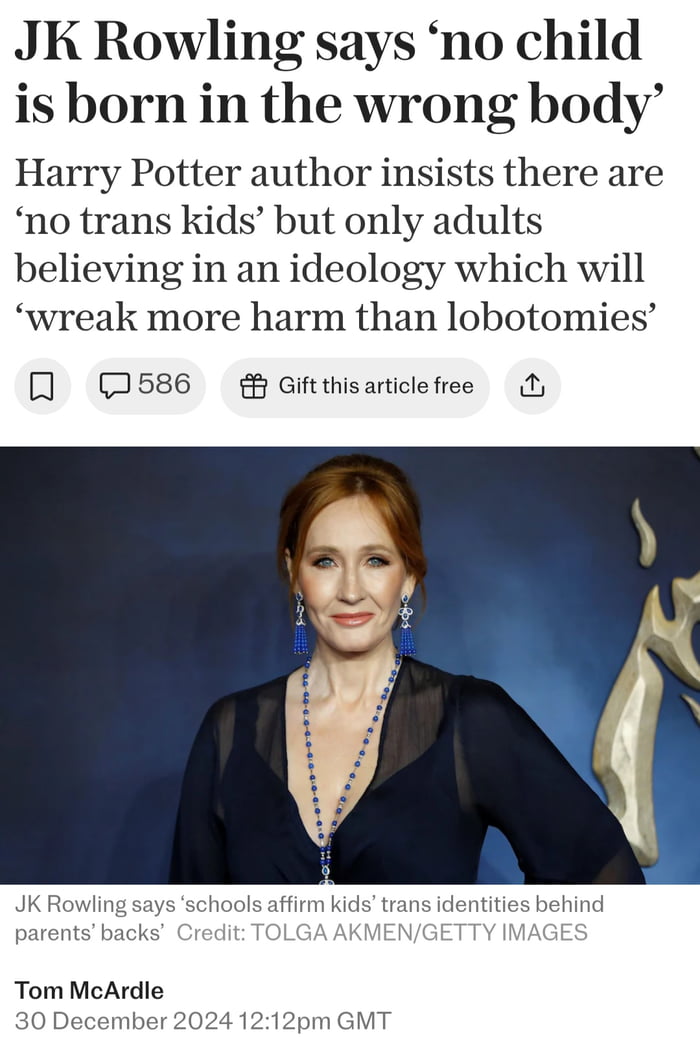 JK Rowling says ‘no child
is born in the wrong body’
Harry Potter author insists there are
‘no trans kids’ but only adults
believing in an ideology which will
‘wreak more harm than lobotomies’
586
Gift this article free
JK Rowling says ‘schools affirm kids’ trans identities behind
parents’ backs’ Credit: TOLGA AKMEN/GETTY IMAGES
Tom McArdle
30 December 2024 12:12pm GMT